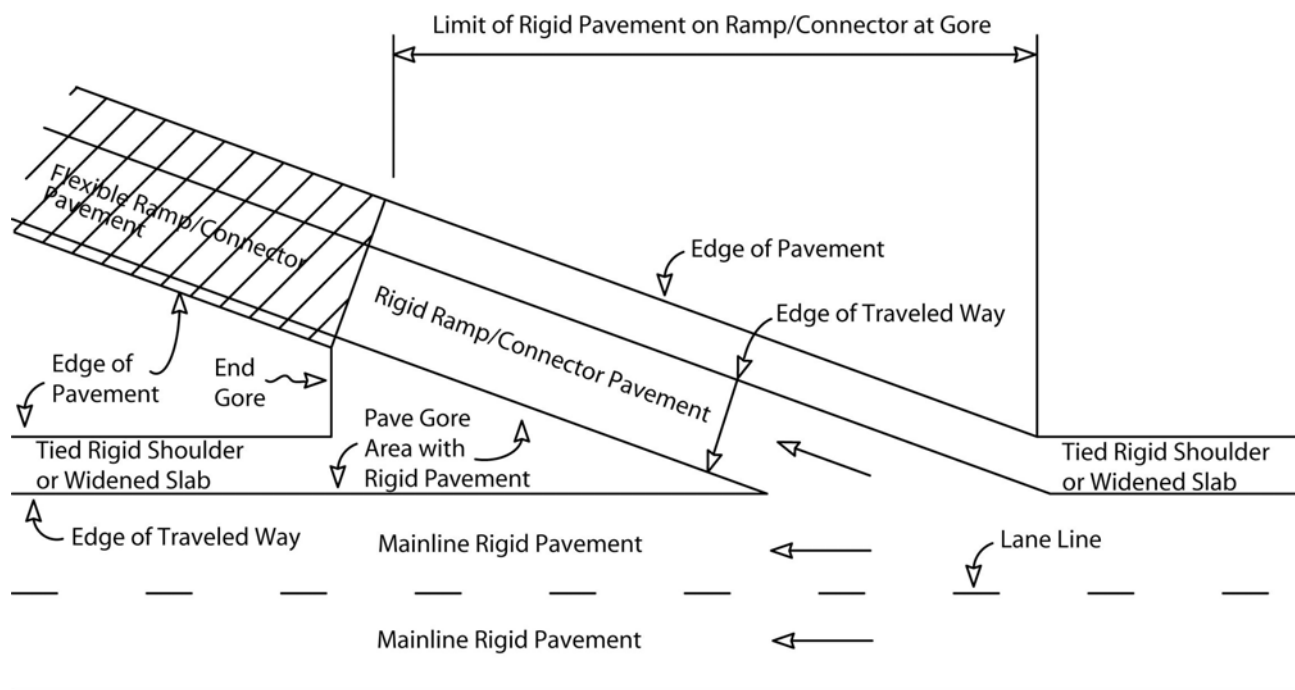 Limit of Rigid Pavement on Ramp/Connector at Gore
Flexible Ramp/Connector
Pavement
Edge of Pavement
Rigid Ramp/Connector Pavement
Edge of Traveled Way
Edge of
Pavement
End
Gore
Pave Gore
Area with
Rigid Pavement
Tied Rigid Shoulder
or Widened Slab
Tied Rigid Shoulder
or Widened Slab
Edge of Traveled Way
Mainline Rigid Pavement
Lane Line
Mainline Rigid Pavement